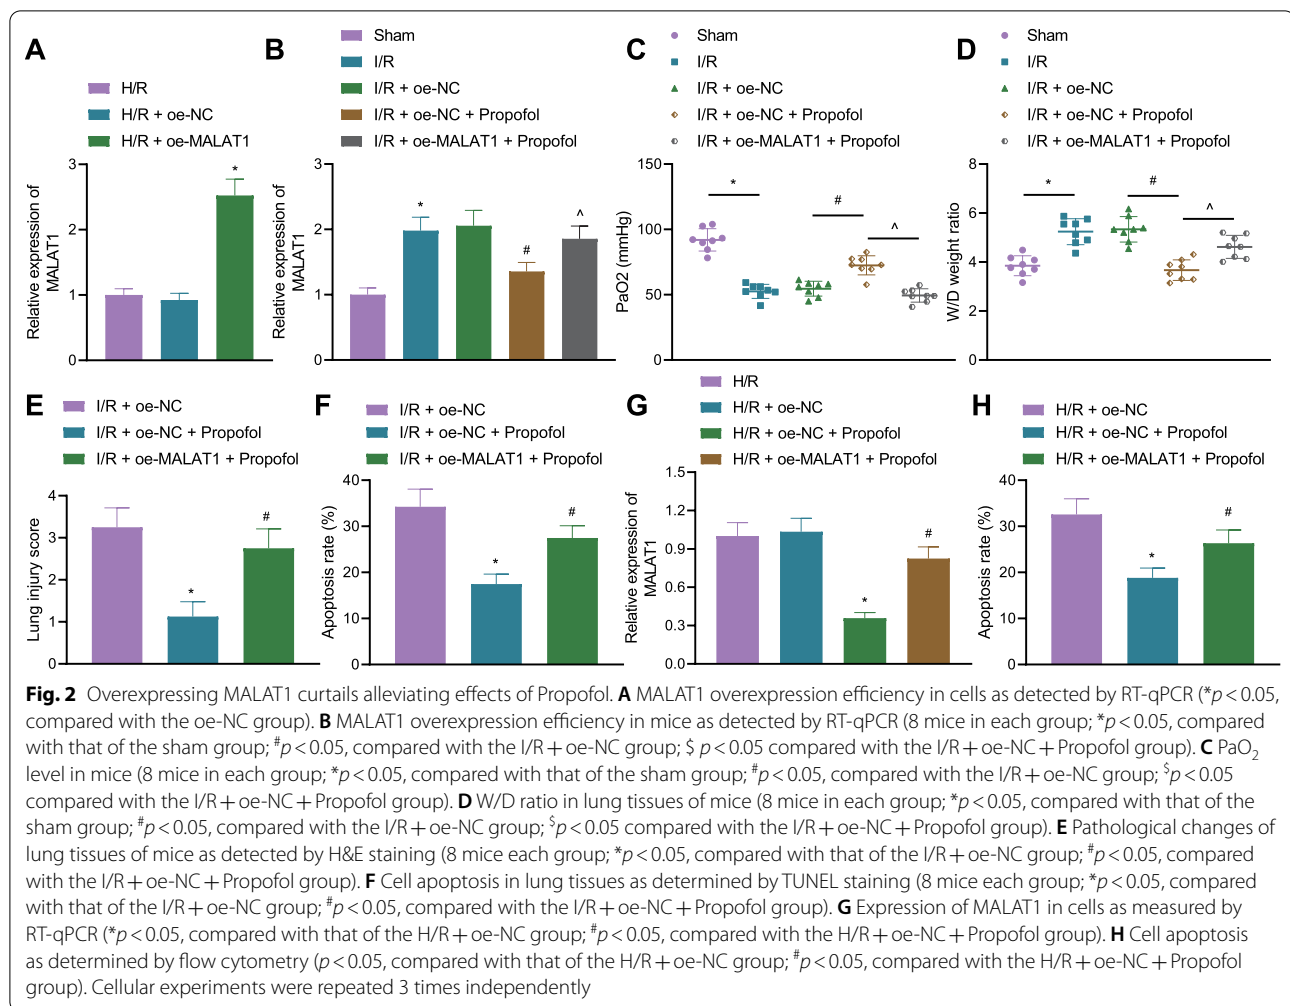 A
H/R
H/R + oe-NC
H/R + oe-MALAT1
Relative expression of
MALAT1
3
2
1
0
*
B
Sham
I/R
I/R + oe-NC
I/R + oe-NC + Propofol
I/R + oe-MALAT1 + Propofol
Relative expression of
MALAT1
3
2
1
0
*
#
^
C
Sham
I/R
I/R + oe-NC
I/R + oe-NC + Propofol
I/R + oe-MALAT1 + Propofol
PaO2 (mmHg)
150
100
50
0
*
#
^
D
Sham
I/R
I/R + oe-NC
I/R + oe-NC + Propofol
I/R + oe-MALAT1 + Propofol
W/D weight ratio
8
6
4
2
0
*
#
^
E
I/R + oe-NC
I/R + oe-NC + Propofol
I/R + oe-MALAT1 + Propofol
Lung injury score
4
3
2
1
0
*
#
F
I/R + oe-NC
I/R + oe-NC + Propofol
I/R + oe-MALAT1 + Propofol
Apoptosis rate (%)
40
30
20
10
0
*
#
G
H/R
H/R + oe-NC
H/R + oe-NC + Propofol
H/R + oe-MALAT1 + Propofol
Relative expression of
MALAT1
1.5
1.2
0.9
0.6
0.3
0.0
*
#
H
H/R + oe-NC
H/R + oe-NC + Propofol
H/R + oe-MALAT1 + Propofol
Apoptosis rate (%)
40
30
20
10
0
*
#
Fig. 2 Overexpressing MALAT1 curtails alleviating effects of Propofol. A MALAT1 overexpression efficiency in cells as detected by RT-qPCR (*p < 0.05,
compared with the oe-NC group). B MALAT1 overexpression efficiency in mice as detected by RT-qPCR (8 mice in each group; *p < 0.05, compared
with that of the sham group; #p < 0.05, compared with the I/R + oe-NC group; $ p < 0.05 compared with the I/R + oe-NC + Propofol group). C PaO2
level in mice (8 mice in each group; *p < 0.05, compared with that of the sham group; #p < 0.05, compared with the I/R + oe-NC group; $p < 0.05
compared with the I/R + oe-NC + Propofol group). D W/D ratio in lung tissues of mice (8 mice in each group; *p < 0.05, compared with that of the
sham group; #p < 0.05, compared with the I/R + oe-NC group; $p < 0.05 compared with the I/R + oe-NC + Propofol group). E Pathological changes of
lung tissues of mice as detected by H&E staining (8 mice each group; *p < 0.05, compared with that of the I/R + oe-NC group; #p < 0.05, compared
with the I/R + oe-NC + Propofol group). F Cell apoptosis in lung tissues as determined by TUNEL staining (8 mice each group; *p < 0.05, compared
with that of the I/R + oe-NC group; #p < 0.05, compared with the I/R + oe-NC + Propofol group). G Expression of MALAT1 in cells as measured by
RT-qPCR (*p < 0.05, compared with that of the H/R + oe-NC group; #p < 0.05, compared with the H/R + oe-NC + Propofol group). H Cell apoptosis
as determined by flow cytometry (p < 0.05, compared with that of the H/R + oe-NC group; #p < 0.05, compared with the H/R + oe-NC + Propofol
group). Cellular experiments were repeated 3 times independently